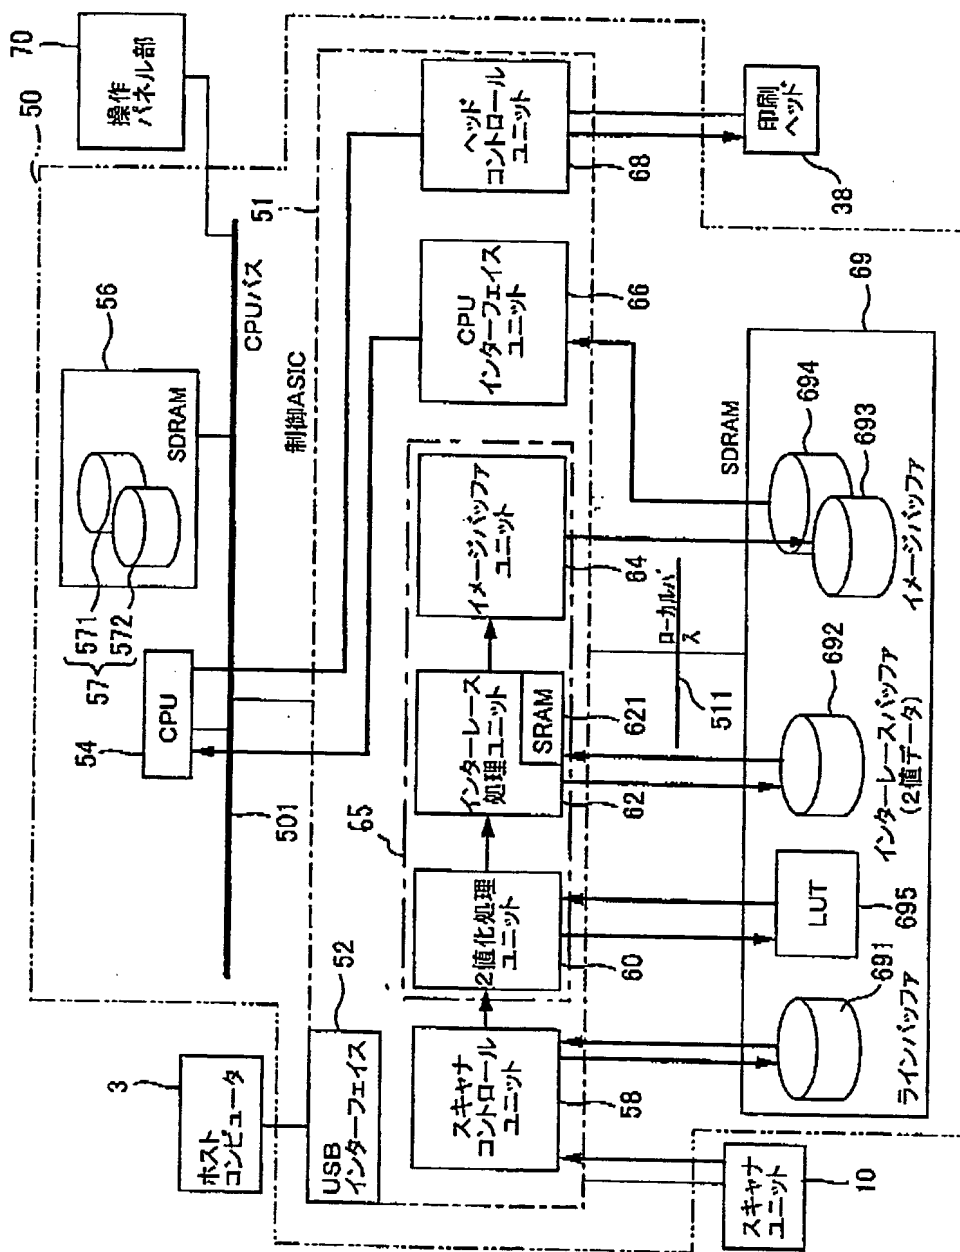 70
操作
パネル部
50
56
SDRAM
571
572
57
54
CPU
CPUバス
501
51
制御ASIC
3
ホスト
コンピュータ
52
USB
インターフェイス
スキャナ
コントロール
ユニット
58
65
2値化処理
ユニット
60
インターレース
処理ユニット
SRAM
62
621
イメージバッファ
ユニット
64
CPU
インターフェイス
ユニット
66
ヘッド
コントロール
ユニット
68
印刷
ヘッド
38
ローカルバ
ス
511
69
SDRAM
691
ラインバッファ
LUT
695
692
インターレースバッファ
(2値データ)
694
693
イメージバッファ
スキャナ
ユニット
10